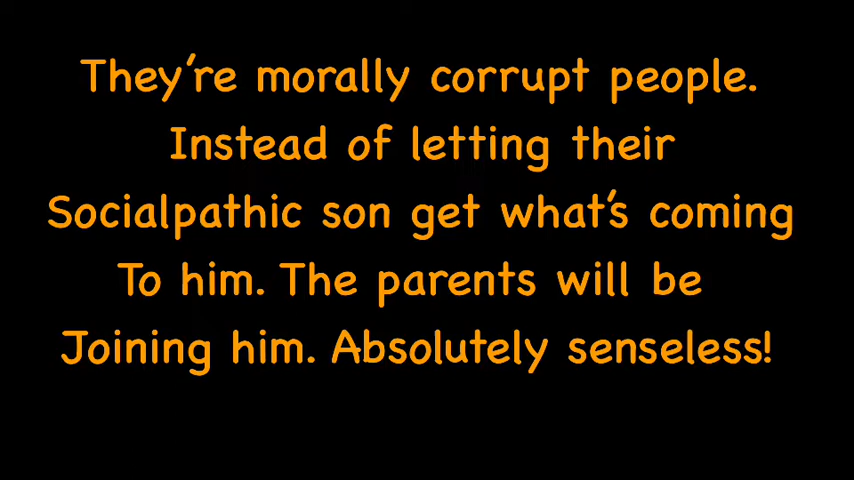 They're morally corrupt people.
Instead of letting their
Socialpathic son get what's coming
To him. The parents will be
Joining him. Absolutely senseless!